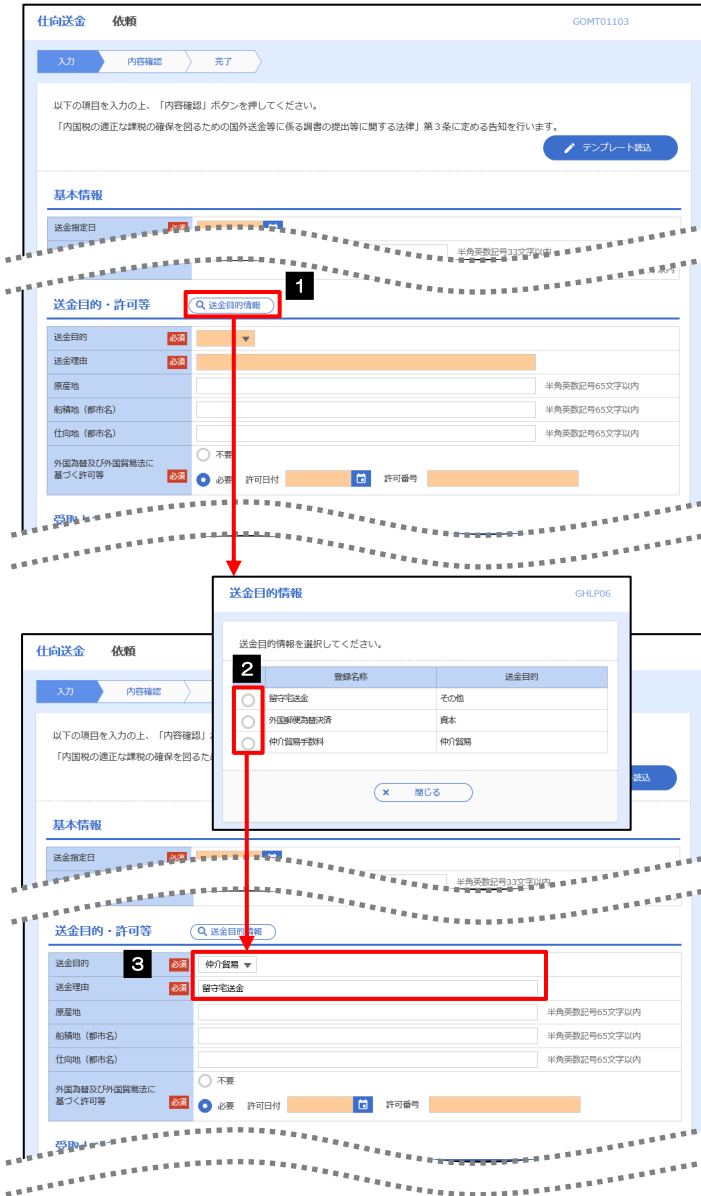 仕向送金 依頼 GOMT01103
入力 内容確認 完了
以下の項目を入力の上、「内容確認」ボタンを押してください。
「内国税の適正な課税の確保を図るための国外送金等に係る調書の提出等に関する法律」第３条に定める告知を行います。
テンプレート読込
基本情報
送金指定日 必須
半角英数記号33文字以内
1
送金目的・許可等 送金目的情報
送金目的 必須
送金理由 必須
原産地 半角英数記号65文字以内
船積地（都市名） 半角英数記号65文字以内
仕向地（都市名） 半角英数記号65文字以内
不要
外国為替及び外国貿易法に
基づく許可等 必須 必要 許可日付 許可番号
送金目的情報 GHLP06
送金目的情報を選択してください。
2
登録名称 送金目的
留守宅送金 その他
外国郵便為替決済 資本
仲介貿易手数料 仲介貿易
× 閉じる
仕向送金 依頼
入力 内容確認
以下の項目を入力の上、「内容確認」
「内国税の適正な課税の確保を図るため
読込
基本情報
送金指定日 必須
半角英数記号33文字以内
送金目的・許可等 送金目的情報
3
送金目的 必須 仲介貿易
送金理由 必須 留守宅送金
原産地 半角英数記号65文字以内
船積地（都市名） 半角英数記号65文字以内
仕向地（都市名） 半角英数記号65文字以内
不要
外国為替及び外国貿易法に
基づく許可等 必須 必要 許可日付 許可番号